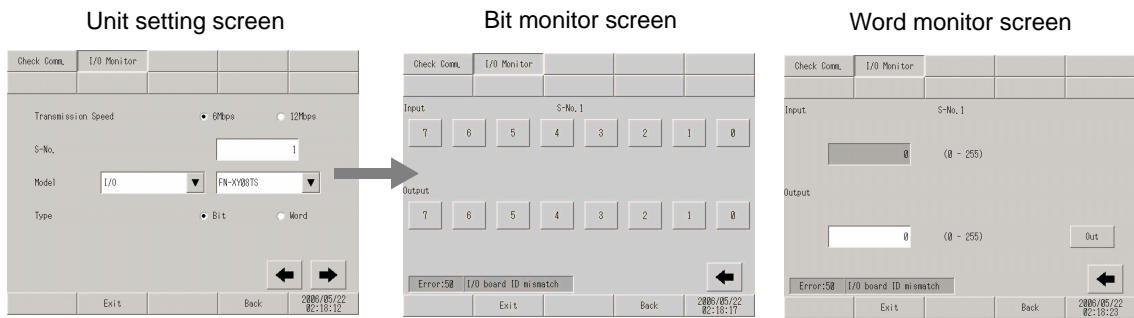 Unit setting screen
Check Comm. I/O Monitor
Transmission Speed 6Mbps 12Mbps
S-No. 1
Model I/O FN-XY08TS
Type Bit Word
Exit Back 2006/05/22
02:18:12
Bit monitor screen
Check Comm. I/O Monitor
Input S-No.1
7 6 5 4 3 2 1 0
Output
7 6 5 4 3 2 1 0
Error:50 I/O board ID mismatch
Exit Back 2006/05/22
02:18:17
Word monitor screen
Check Comm. I/O Monitor
Input S-No.1
0 (0 - 255)
Output
0 (0 - 255) Out
Error:50 I/O board ID mismatch
Exit Back 2006/05/22
02:18:23